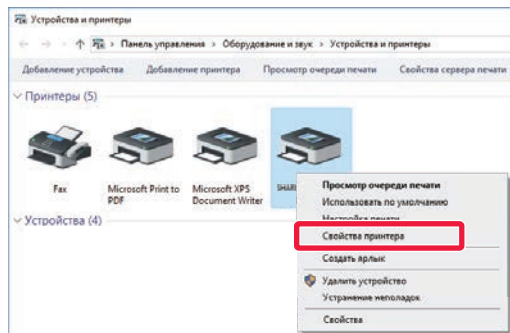 Устройства и принтеры
Панель управления › Оборудование и звук › Устройства и принтеры
Добавление устройства Добавление принтера Просмотр очереди печати Свойства сервера печати
Принтеры (5)
Fax
Microsoft Print to PDF
Microsoft XPS Document Writer
Просмотр очереди печати
Использовать по умолчанию
Настройка печати
Свойства принтера
Создать ярлык
Удалить устройство
Устранение неполадок
Свойства
Устройства (4)